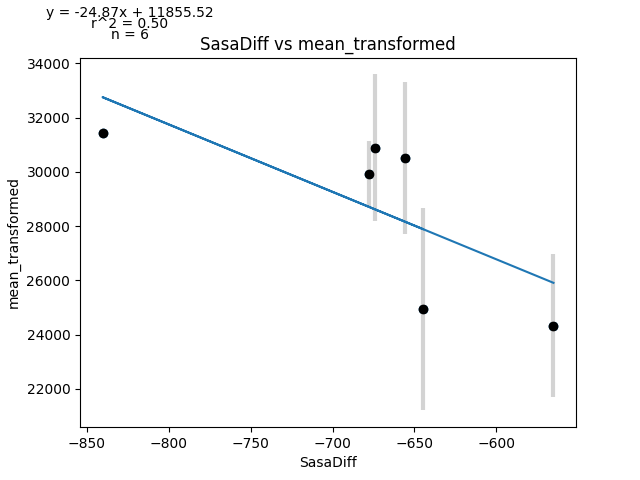 y = -24.87x + 11855.52
r^2 = 0.50
n = 6
SasaDiff vs mean_transformed
34000
32000
30000
28000
26000
24000
22000
mean_transformed
−850
−800
−750
−700
−650
−600
SasaDiff